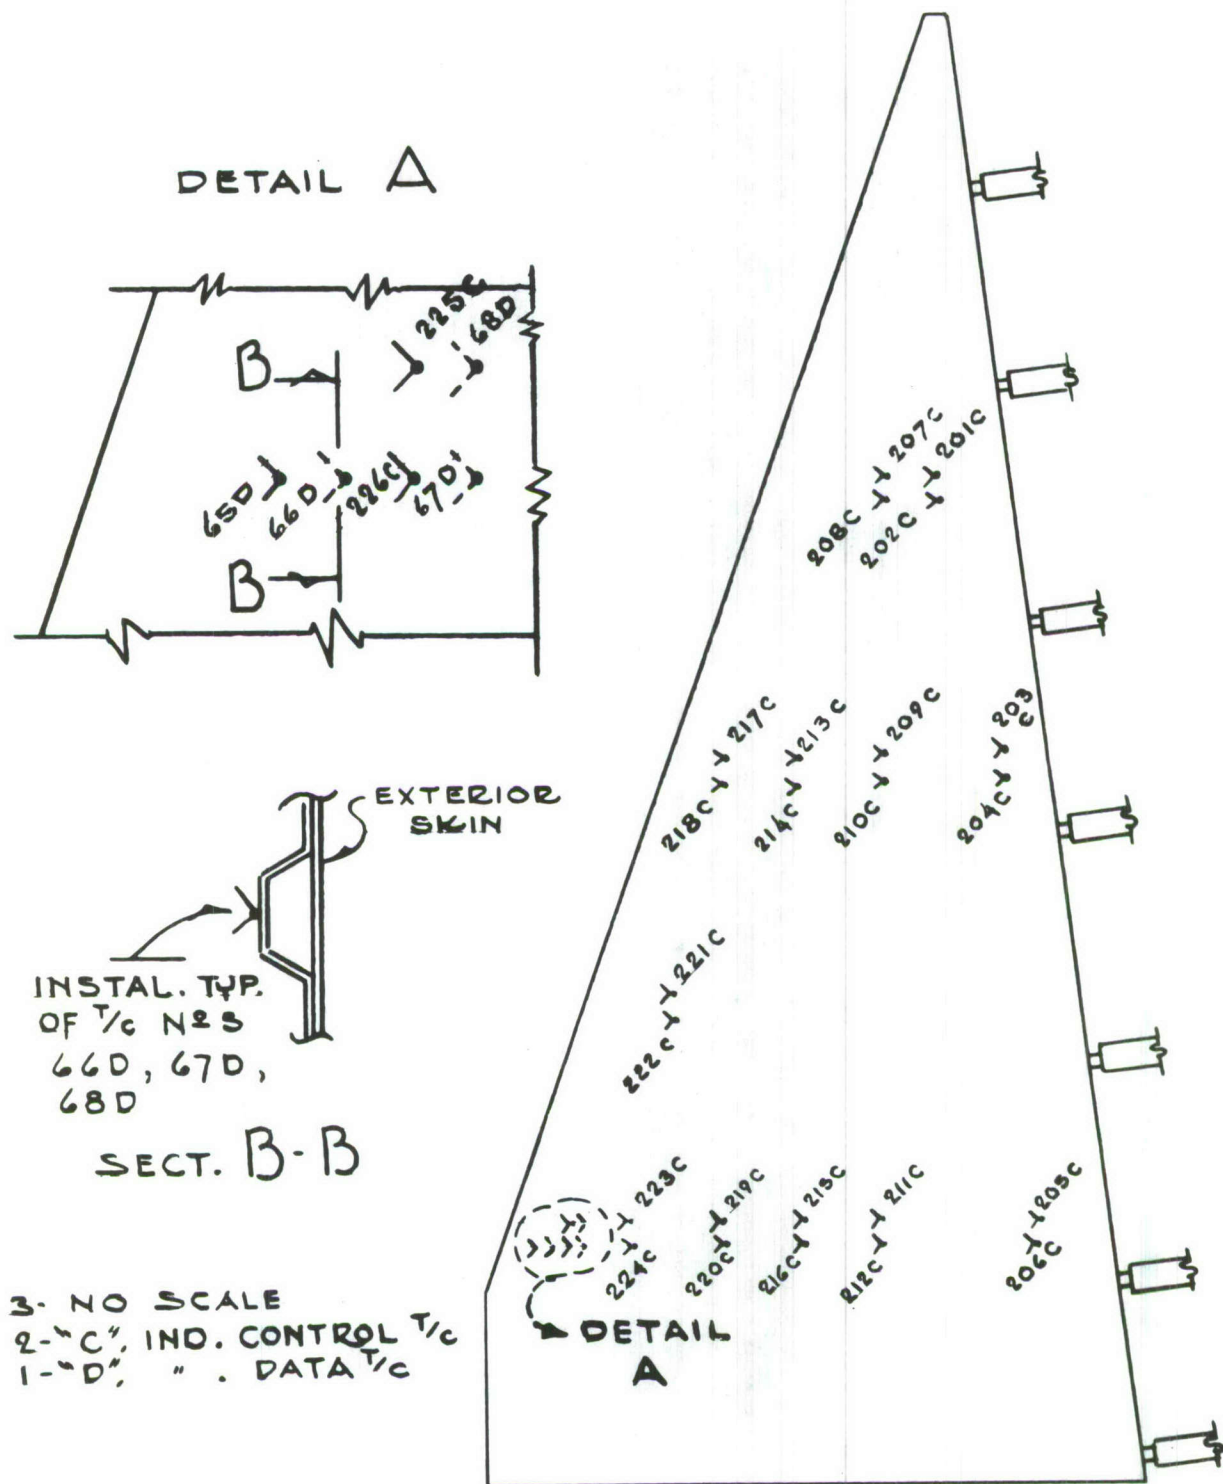 DETAIL A
225C
68D
B
65D
66D
226C
67D
B
EXTERIOR
SKIN
INSTAL. TYP.
OF T/C NOS
66D, 67D,
68D
SECT. B-B
3- NO SCALE
2-"C", IND. CONTROL T/C
1-"D", " . DATA T/C
207C
201C
208C
202C
217C
213C
209C
203
C
218C
214C
210C
204C
221C
222C
223C
219C
215C
211C
205C
224C
220C
216C
212C
206C
DETAIL
A